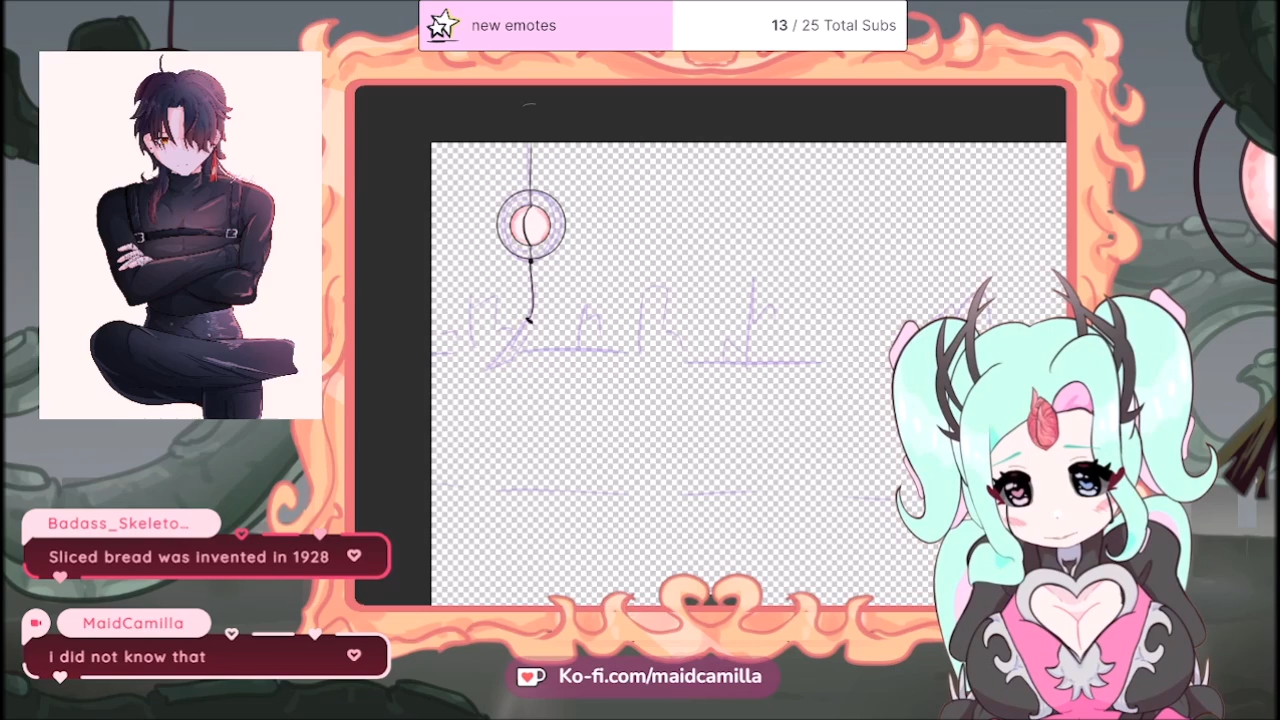 new emotes 13 / 25 Total Subs
Badass_Skeleto…
Sliced bread was invented in 1928
MaidCamilla
i did not know that
Ko-fi.com/maidcamilla